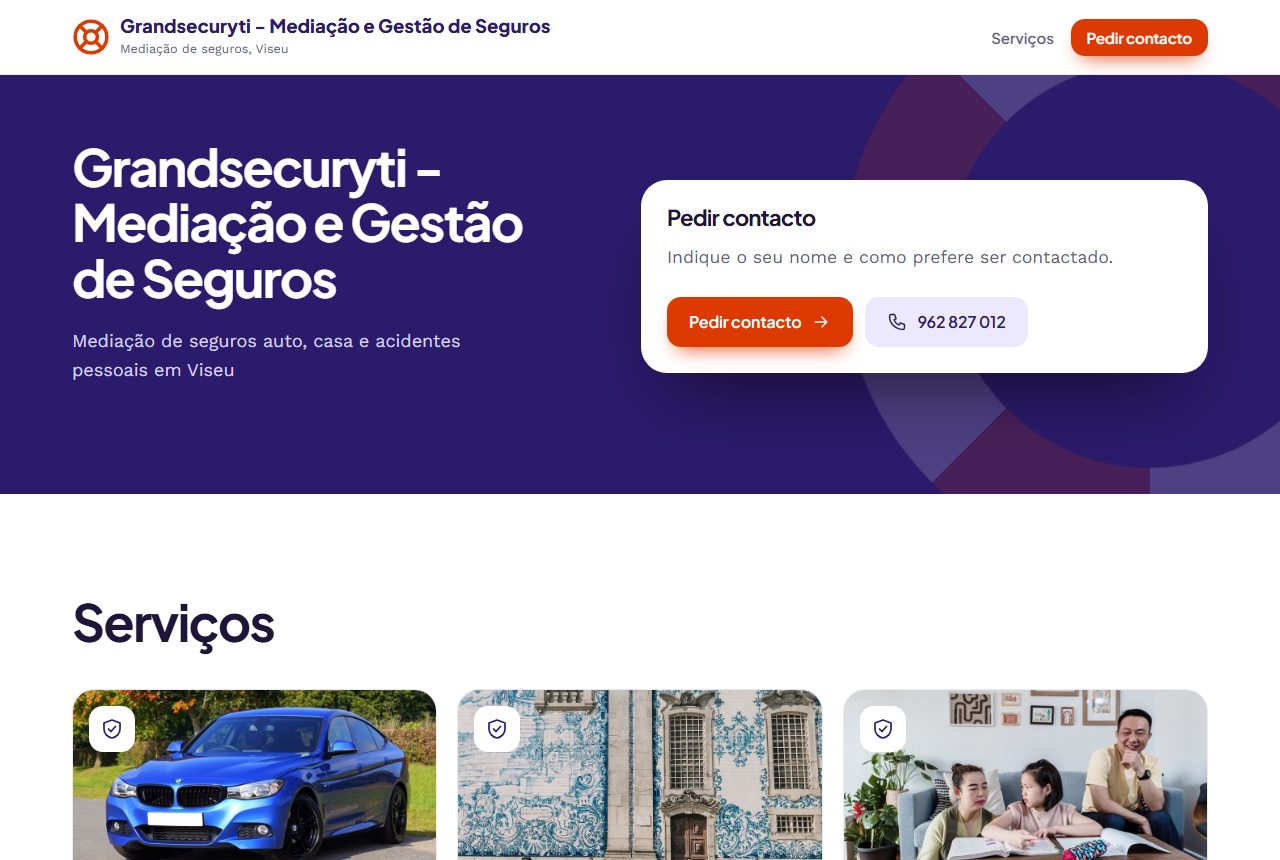 Grandsecuryti – Mediação e Gestão de Seguros
Mediação de seguros, Viseu
Serviços
Pedir contacto
Grandsecuryti –
Mediação e Gestão
de Seguros
Mediação de seguros auto, casa e acidentes
pessoais em Viseu
Pedir contacto
Indique o seu nome e como prefere ser contactado.
Pedir contacto
962 827 012
Serviços